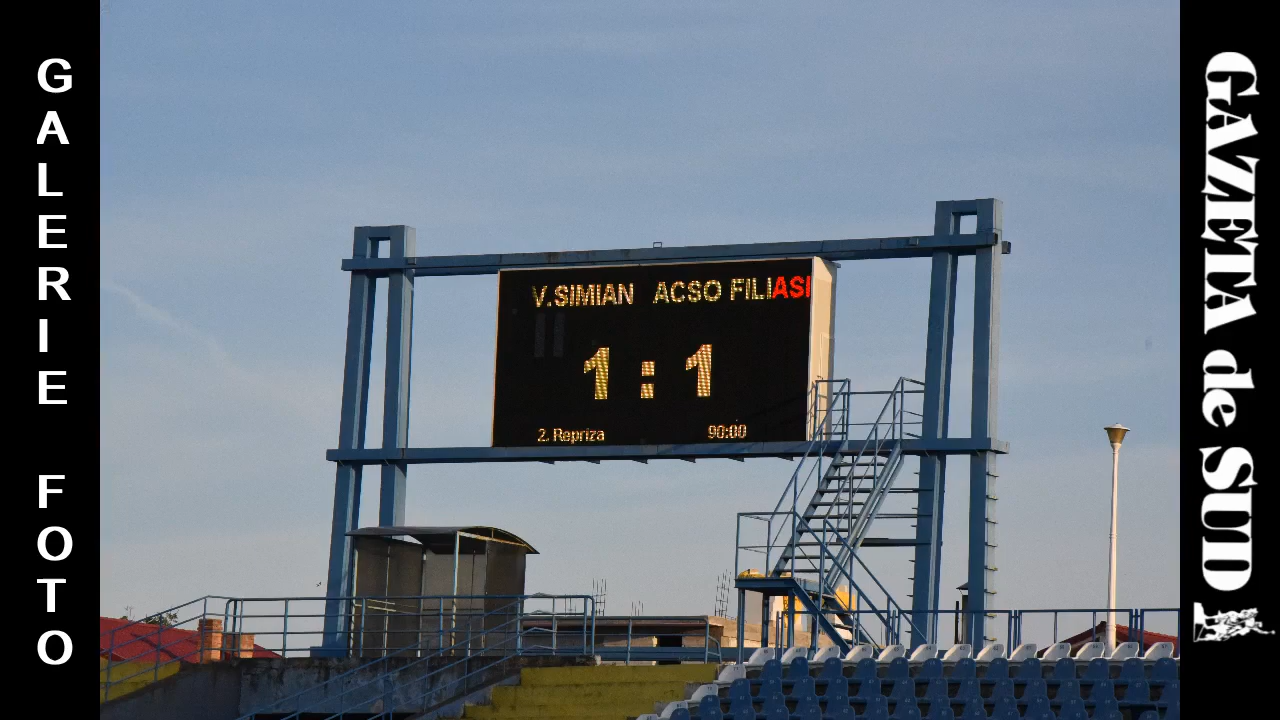 GALERIE FOTO
V.SIMIAN ACSO FILIASI
1 : 1
2. Repriza 90:00
GAZETA de SUD